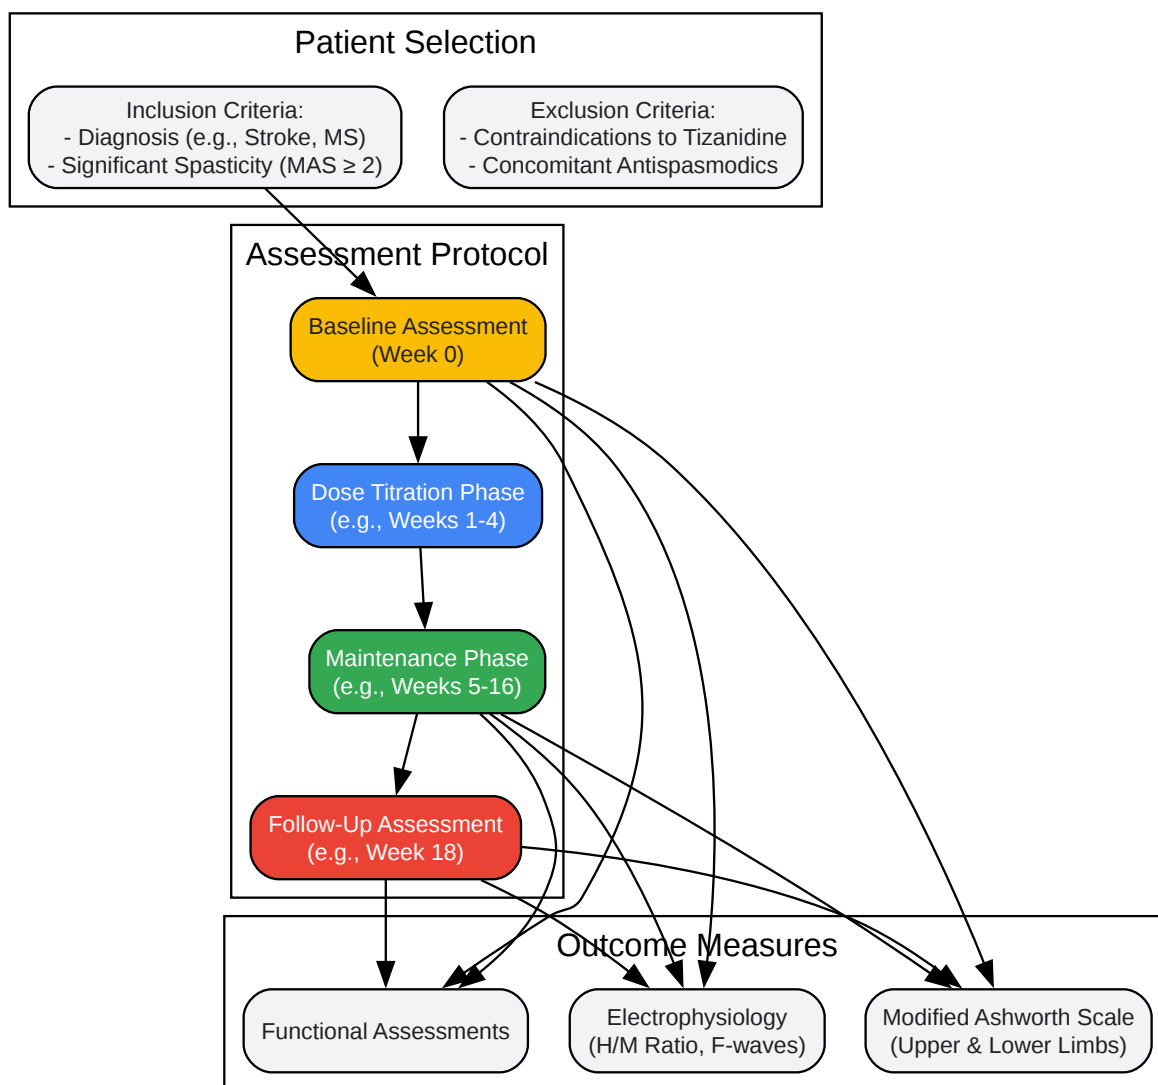 Patient Selection
Inclusion Criteria:
- Diagnosis (e.g., Stroke, MS)
- Significant Spasticity (MAS ≥ 2)
Exclusion Criteria:
- Contraindications to Tizanidine
- Concomitant Antispasmodics
Assessment Protocol
Baseline Assessment
(Week 0)
Dose Titration Phase
(e.g., Weeks 1-4)
Maintenance Phase
(e.g., Weeks 5-16)
Follow-Up Assessment
(e.g., Week 18)
Outcome Measures
Functional Assessments
Electrophysiology
(H/M Ratio, F-waves)
Modified Ashworth Scale
(Upper & Lower Limbs)